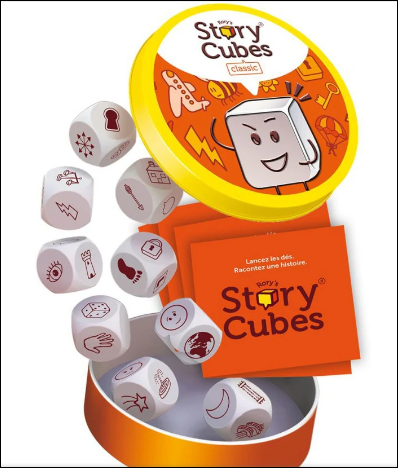 Rory's
Story
Cubes
classic
Lancez les dés.
Racontez une histoire.
Rory's
Story
Cubes